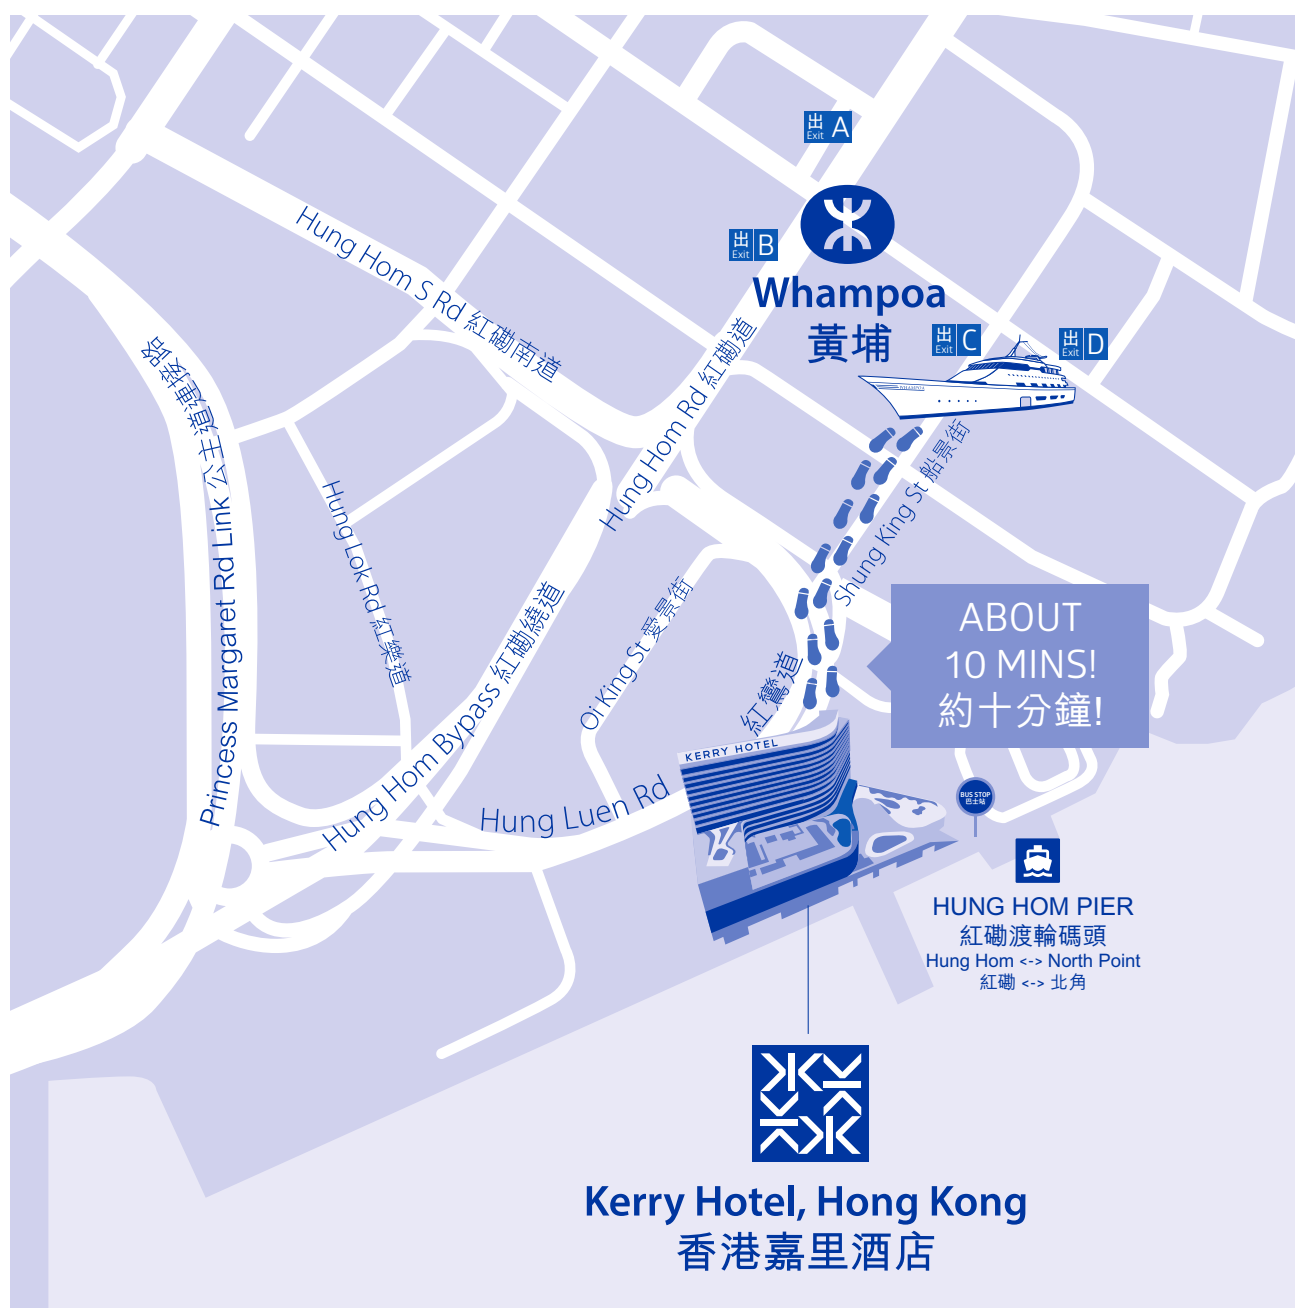 出 Exit A
出 Exit B
Whampoa
黃埔
出 Exit C
出 Exit D
WHAMPOA
Hung Hom S Rd 紅磡南道
Hung Hom Rd 紅磡道
Princess Margaret Rd Link 公主道連接路
Hung Lok Rd 紅樂道
Hung Hom Bypass 紅磡繞道
Oi King St 愛景街
Shung King St 船景街
紅鸞道
Hung Luen Rd
ABOUT
10 MINS!
約十分鐘!
KERRY HOTEL
BUS STOP
巴士站
HUNG HOM PIER
紅磡渡輪碼頭
Hung Hom <-> North Point
紅磡 <-> 北角
Kerry Hotel, Hong Kong
香港嘉里酒店